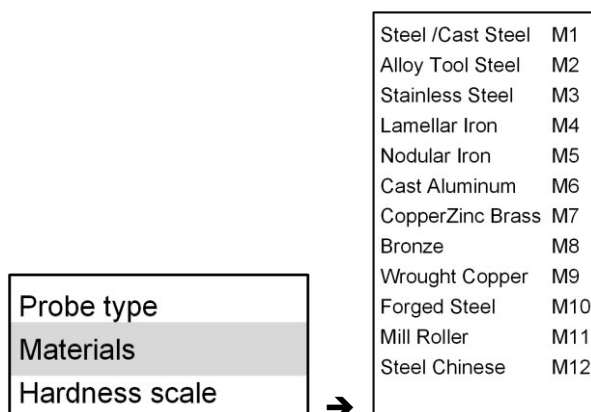 Probe type
Materials
Hardness scale
➔
Steel /Cast Steel M1
Alloy Tool Steel M2
Stainless Steel M3
Lamellar Iron M4
Nodular Iron M5
Cast Aluminum M6
CopperZinc Brass M7
Bronze M8
Wrought Copper M9
Forged Steel M10
Mill Roller M11
Steel Chinese M12